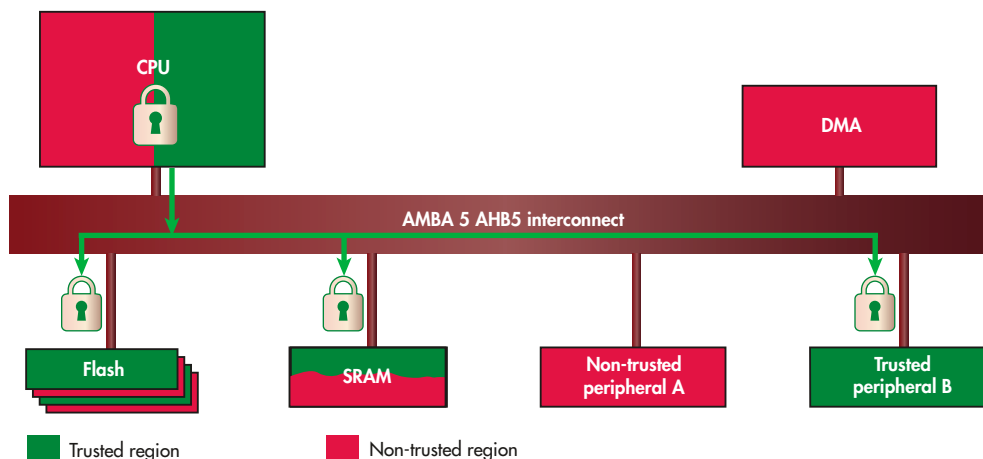 CPU
DMA
AMBA 5 AHB5 interconnect
Flash
SRAM
Non-trusted
peripheral A
Trusted
peripheral B
Trusted region
Non-trusted region